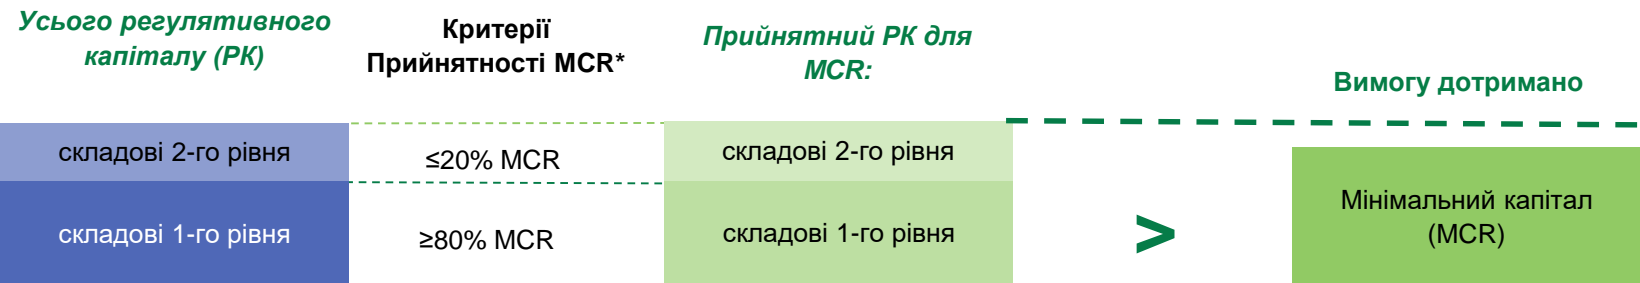 Усього регулятивного
капіталу (РК)
Критерії
Прийнятності MCR*
Прийнятний РК для
MCR:
Вимогу дотримано
складові 2-го рівня
≤20% MCR
складові 2-го рівня
складові 1-го рівня
≥80% MCR
складові 1-го рівня
>
Мінімальний капітал
(MCR)